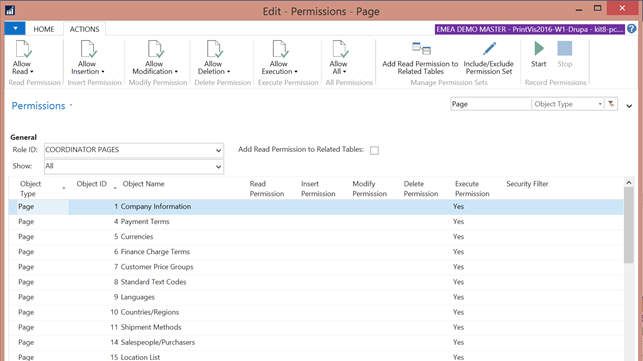 Edit - Permissions - Page
HOME ACTIONS
EMEA DEMO MASTER - PrintVis2016-W1-Drupa - kit8-pc....
Allow Read
Allow Insertion
Allow Modification
Allow Deletion
Allow Execution
Allow All
Add Read Permission to Related Tables
Include/Exclude Permission Set
Start
Stop
Read Permission Insert Permission Modify Permission Delete Permission Execute Permission All Permissions Manage Permission Sets Record Permissions
Permissions
Page Object Type
General
Role ID: COORDINATOR PAGES Add Read Permission to Related Tables:
Show: All
Object Type Object ID Object Name Read Permission Insert Permission Modify Permission Delete Permission Execute Permission Security Filter
Page 1 Company Information Yes
Page 4 Payment Terms Yes
Page 5 Currencies Yes
Page 6 Finance Charge Terms Yes
Page 7 Customer Price Groups Yes
Page 8 Standard Text Codes Yes
Page 9 Languages Yes
Page 10 Countries/Regions Yes
Page 11 Shipment Methods Yes
Page 14 Salespeople/Purchasers Yes
Page 15 Location List Yes